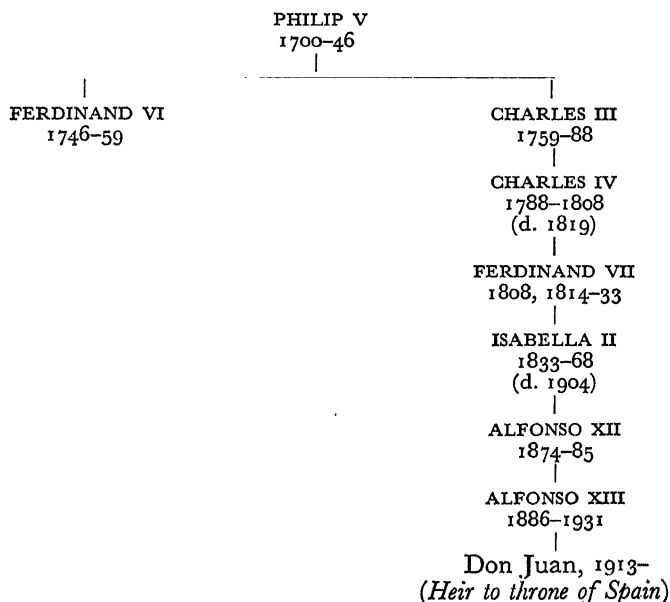 PHILIP V
1700–46
FERDINAND VI
1746–59
CHARLES III
1759–88
CHARLES IV
1788–1808
(d. 1819)
FERDINAND VII
1808, 1814–33
ISABELLA II
1833–68
(d. 1904)
ALFONSO XII
1874–85
ALFONSO XIII
1886–1931
Don Juan, 1913–
(Heir to throne of Spain)